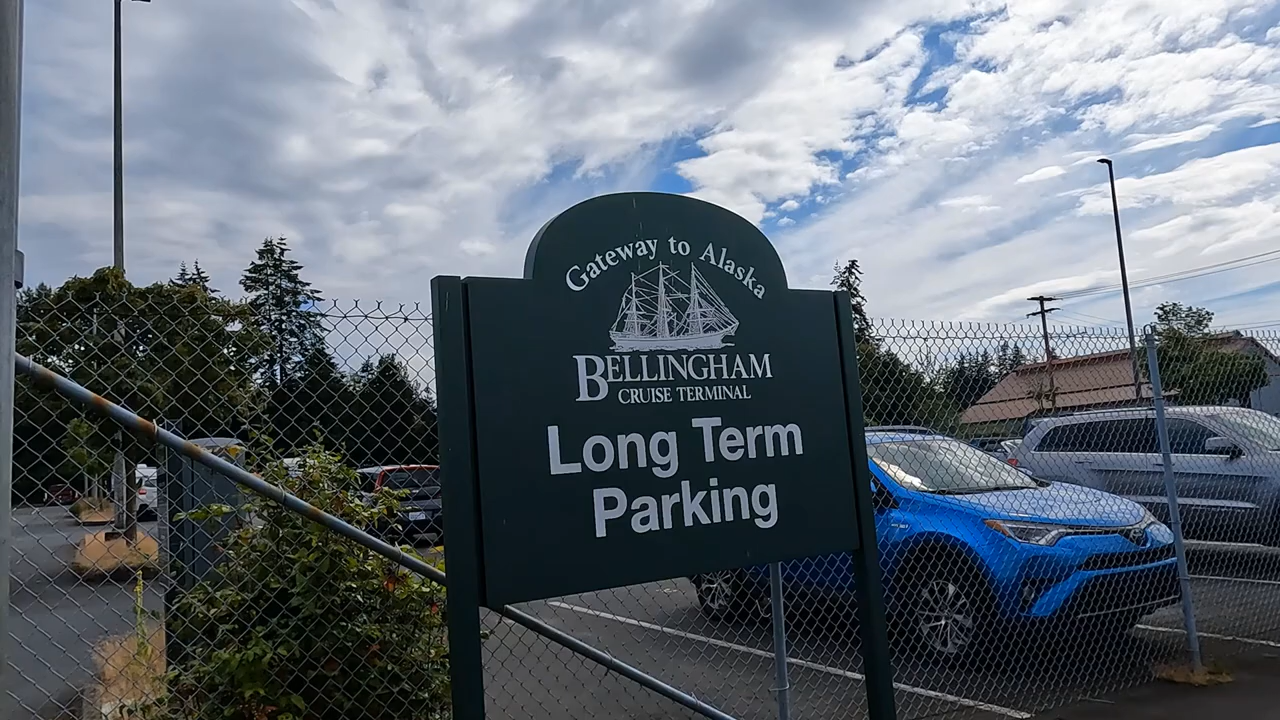 Gateway to Alaska
BELLINGHAM
CRUISE TERMINAL
Long Term
Parking